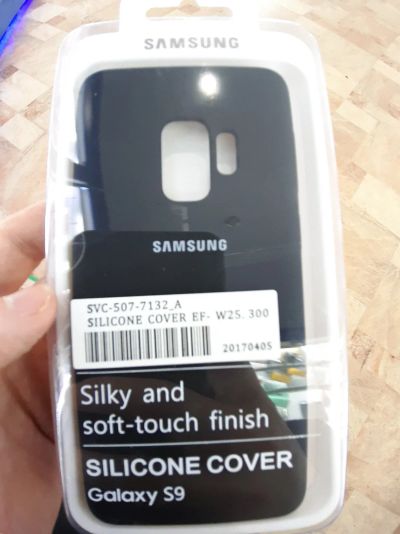 SAMSUNG
SAMSUNG
SVC-507-7132_A
SILICONE COVER EF- W2S. 300
20170405
Silky and
soft-touch finish
SILICONE COVER
Galaxy S9